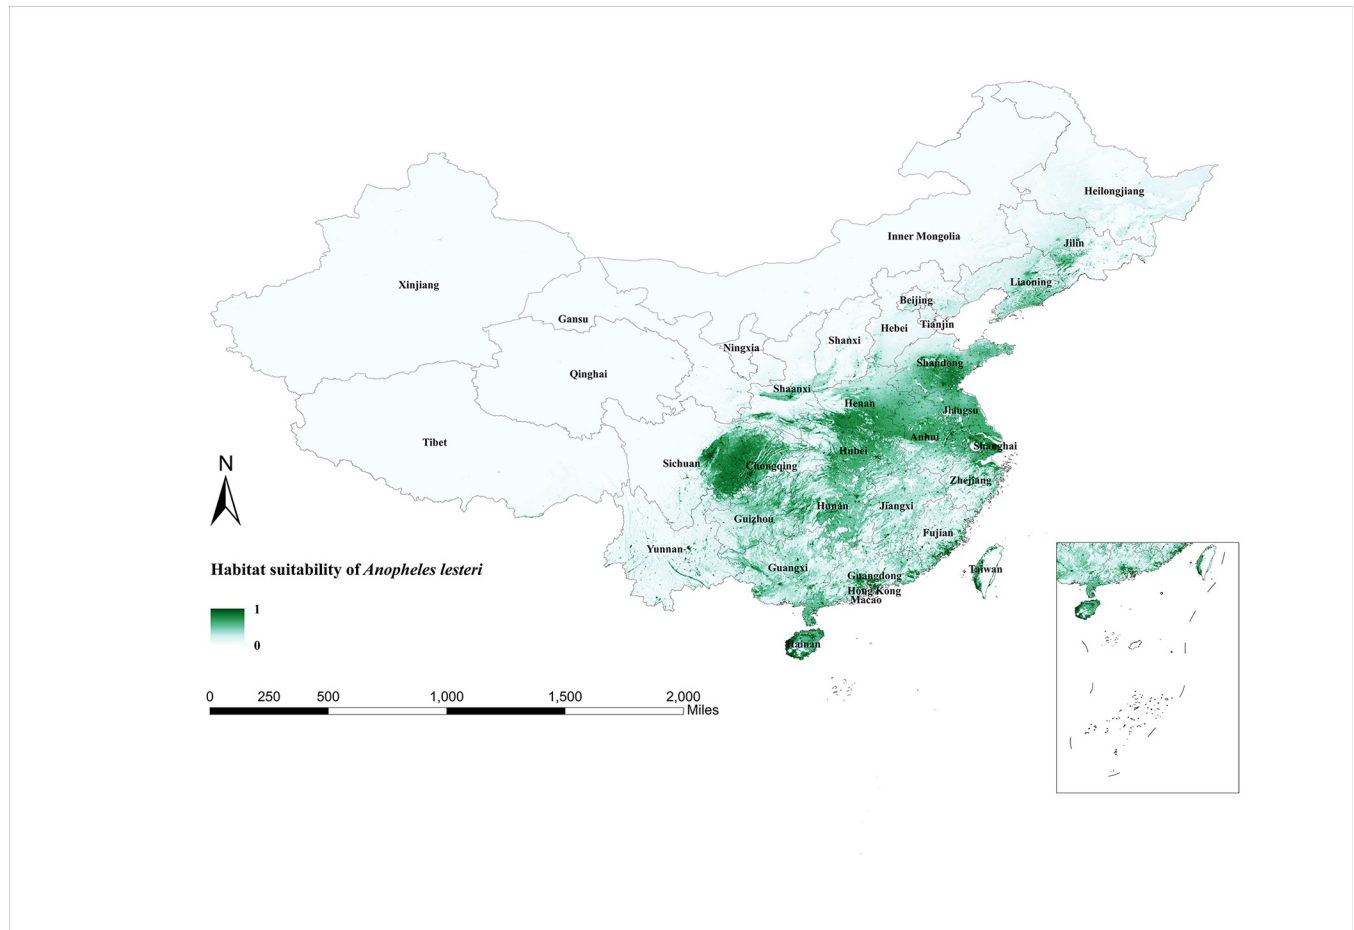 Heilongjiang
Inner Mongolia
Jilin
Xinjiang
Liaoning
Beijing
Gansu
Hebei
Tianjin
Shanxi
Ningxia
Shandong
Qinghai
Shaanxi
Henan
Jiangsu
Tibet
Anhui
Shanghai
Hubei
N
Sichuan
Chongqing
Zhejiang
Hunan
Jiangxi
Guizhou
Fujian
Yunnan
Guangxi
Taiwan
Habitat suitability of Anopheles lesteri
Guangdong
Hong Kong
Macao
1
0
Hainan
0 250 500 1,000 1,500 2,000
Miles